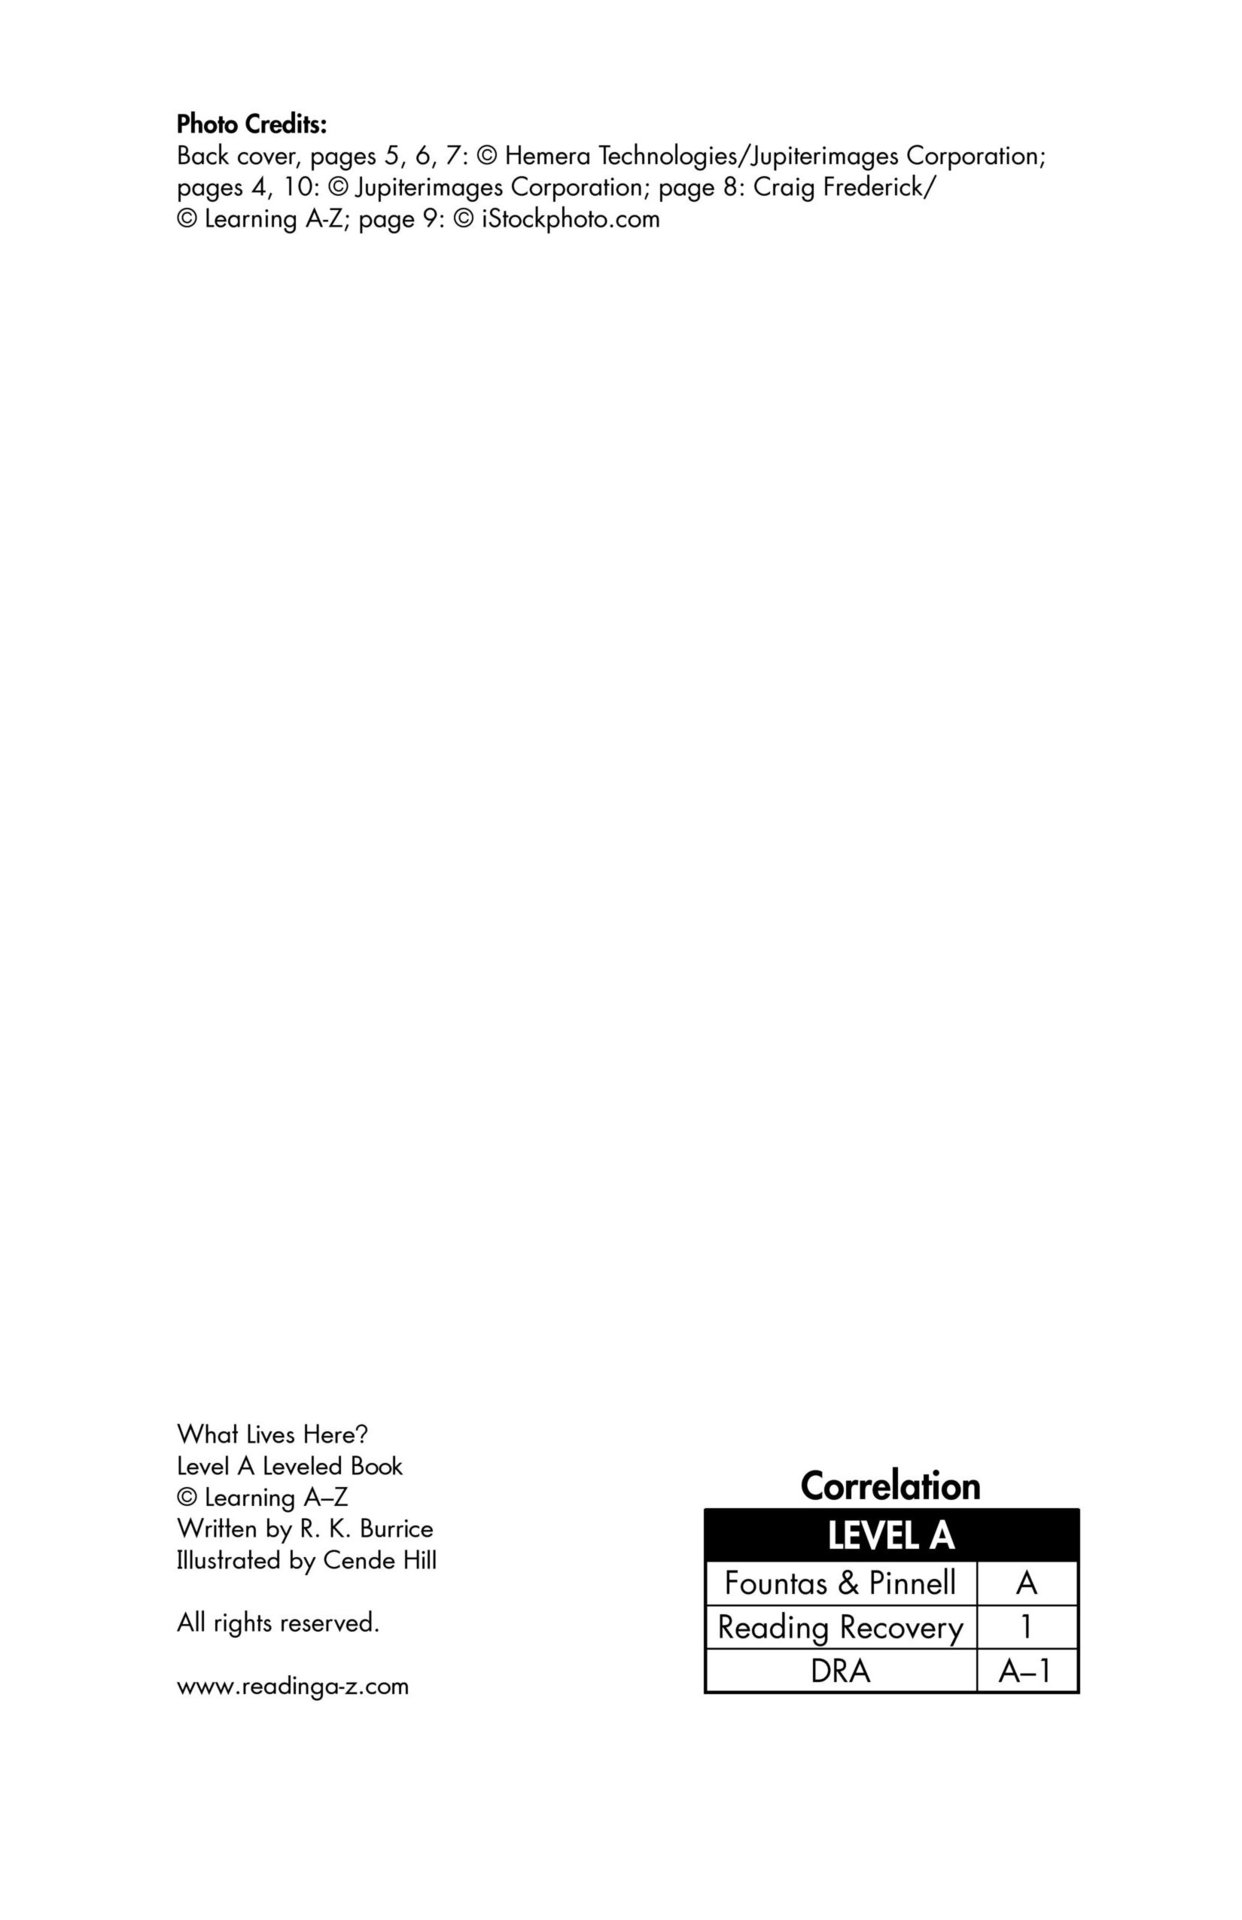 Photo Credits:
Back cover, pages 5, 6, 7: © Hemera Technologies/Jupiterimages Corporation;
pages 4, 10: © Jupiterimages Corporation; page 8: Craig Frederick/
© Learning A-Z; page 9: © iStockphoto.com
What Lives Here?
Level A Leveled Book
© Learning A–Z
Written by R. K. Burrice
Illustrated by Cende Hill
All rights reserved.
www.readinga-z.com
Correlation
LEVEL A
Fountas & Pinnell A
Reading Recovery 1
DRA A–1